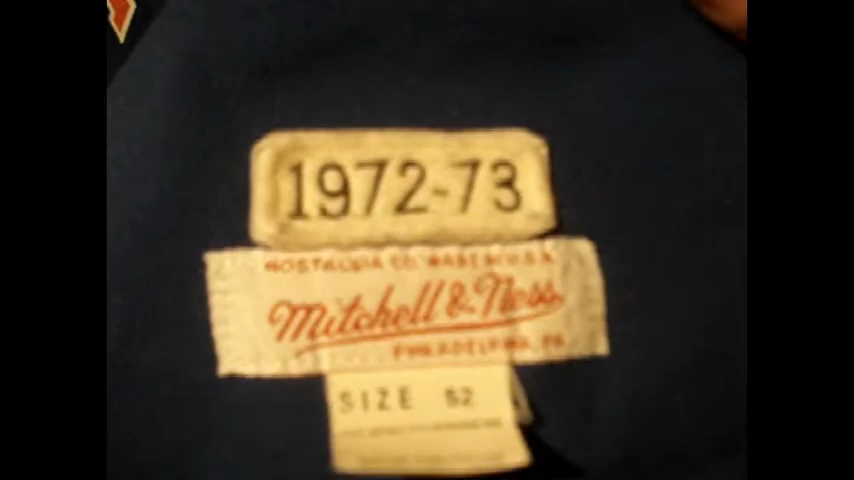 1972-73
NOSTALGIA CO. MADE IN U.S.A.
Mitchell & Ness
PHILADELPHIA, PA.
SIZE 52